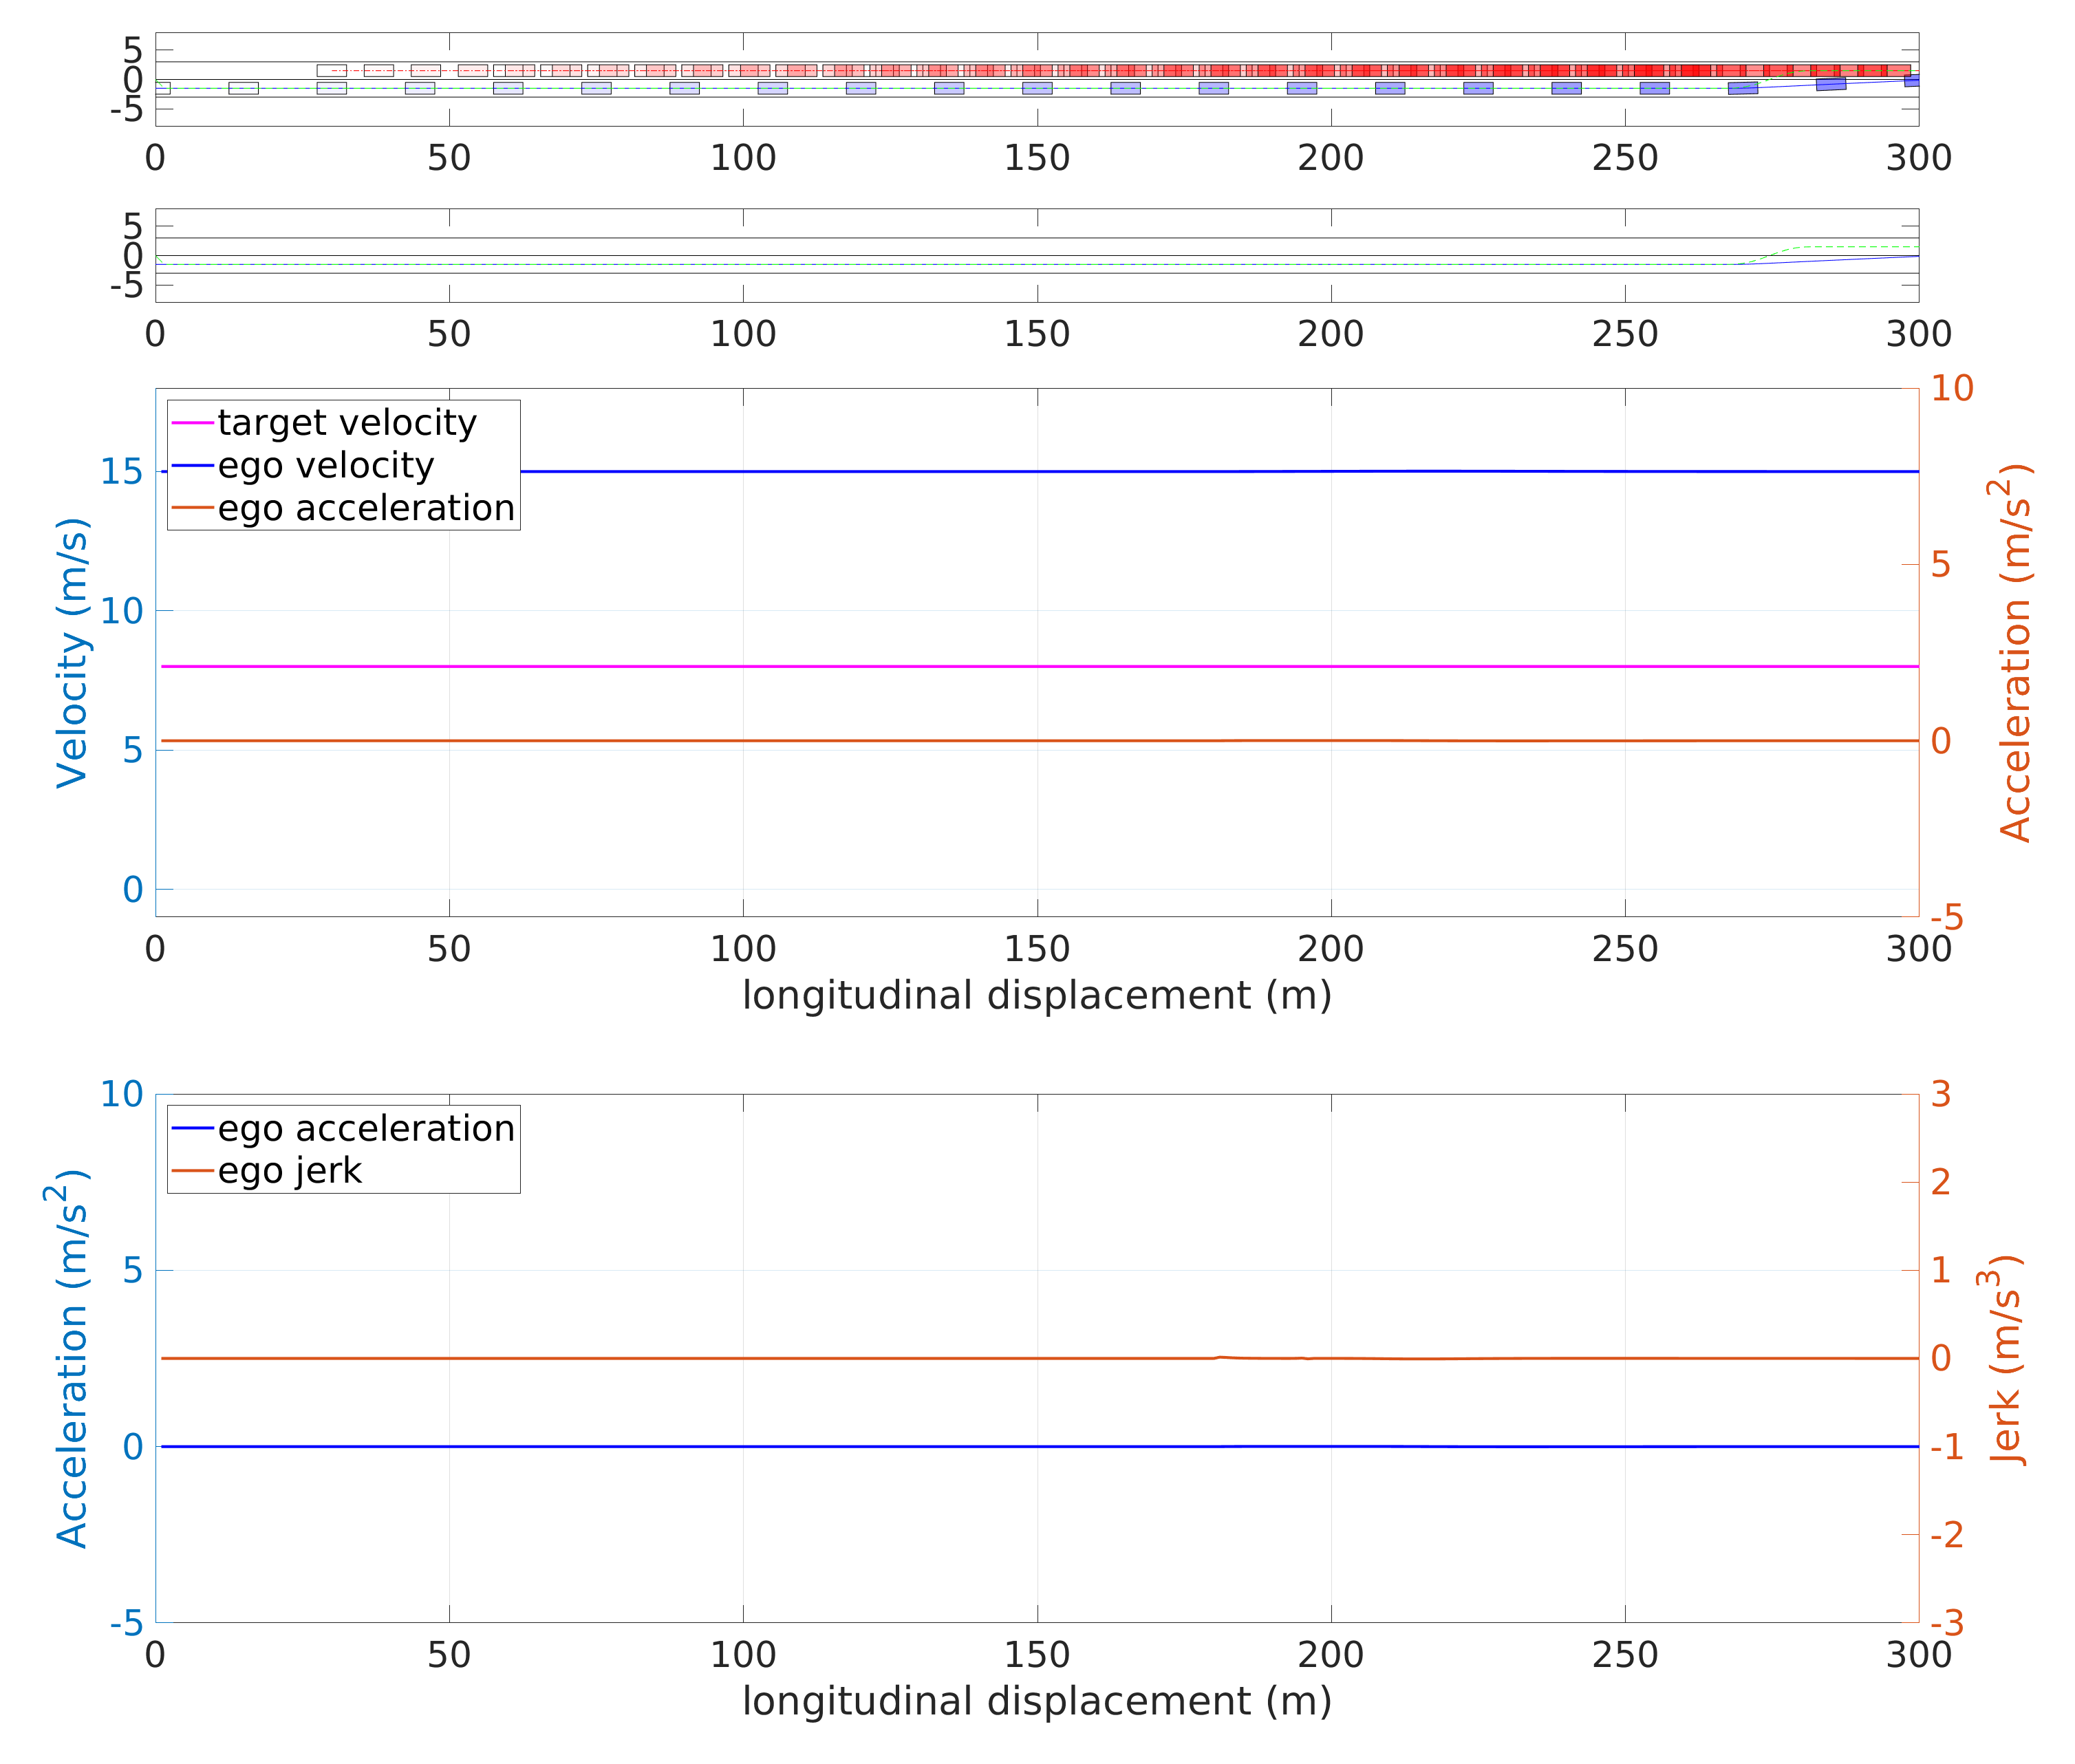 5
0
-5
0 50 100 150 200 250 300
5
0
-5
0 50 100 150 200 250 300
target velocity
ego velocity
ego acceleration
Velocity (m/s)
15
10
5
0
Acceleration (m/s²)
10
5
0
-5
0 50 100 150 200 250 300
longitudinal displacement (m)
ego acceleration
ego jerk
Acceleration (m/s²)
10
5
0
-5
Jerk (m/s³)
3
2
1
0
-1
-2
-3
0 50 100 150 200 250 300
longitudinal displacement (m)